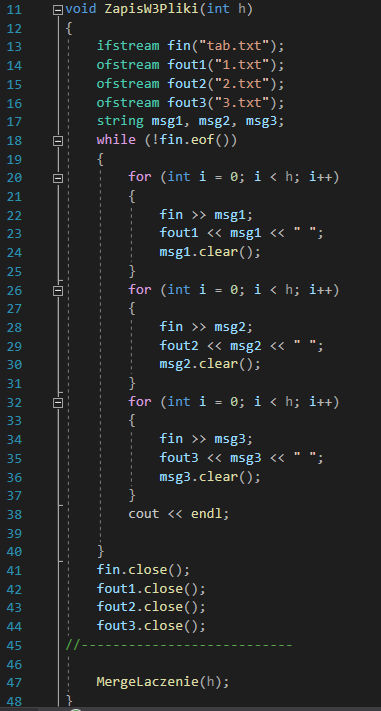 11 void ZapisW3Pliki(int h)
12 {
13 ifstream fin("tab.txt");
14 ofstream fout1("1.txt");
15 ofstream fout2("2.txt");
16 ofstream fout3("3.txt");
17 string msg1, msg2, msg3;
18 while (!fin.eof())
19 {
20 for (int i = 0; i < h; i++)
21 {
22 fin >> msg1;
23 fout1 << msg1 << " ";
24 msg1.clear();
25 }
26 for (int i = 0; i < h; i++)
27 {
28 fin >> msg2;
29 fout2 << msg2 << " ";
30 msg2.clear();
31 }
32 for (int i = 0; i < h; i++)
33 {
34 fin >> msg3;
35 fout3 << msg3 << " ";
36 msg3.clear();
37 }
38 cout << endl;
39
40 }
41 fin.close();
42 fout1.close();
43 fout2.close();
44 fout3.close();
45 //---------------------------
46
47 MergeLaczenie(h);
48 }